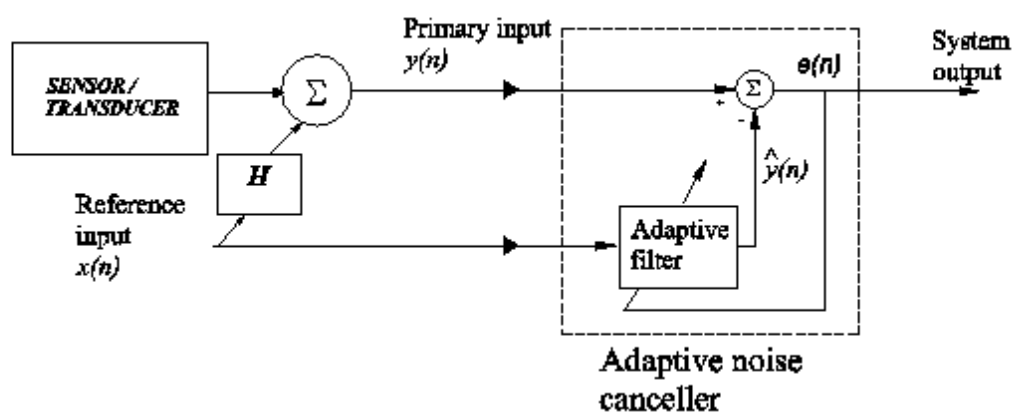 SENSOR /
TRANSDUCER
Σ
H
Reference
input
x(n)
Primary input
y(n)
+
-
Σ
e(n)
System
output
ŷ(n)
Adaptive
filter
Adaptive noise
canceller